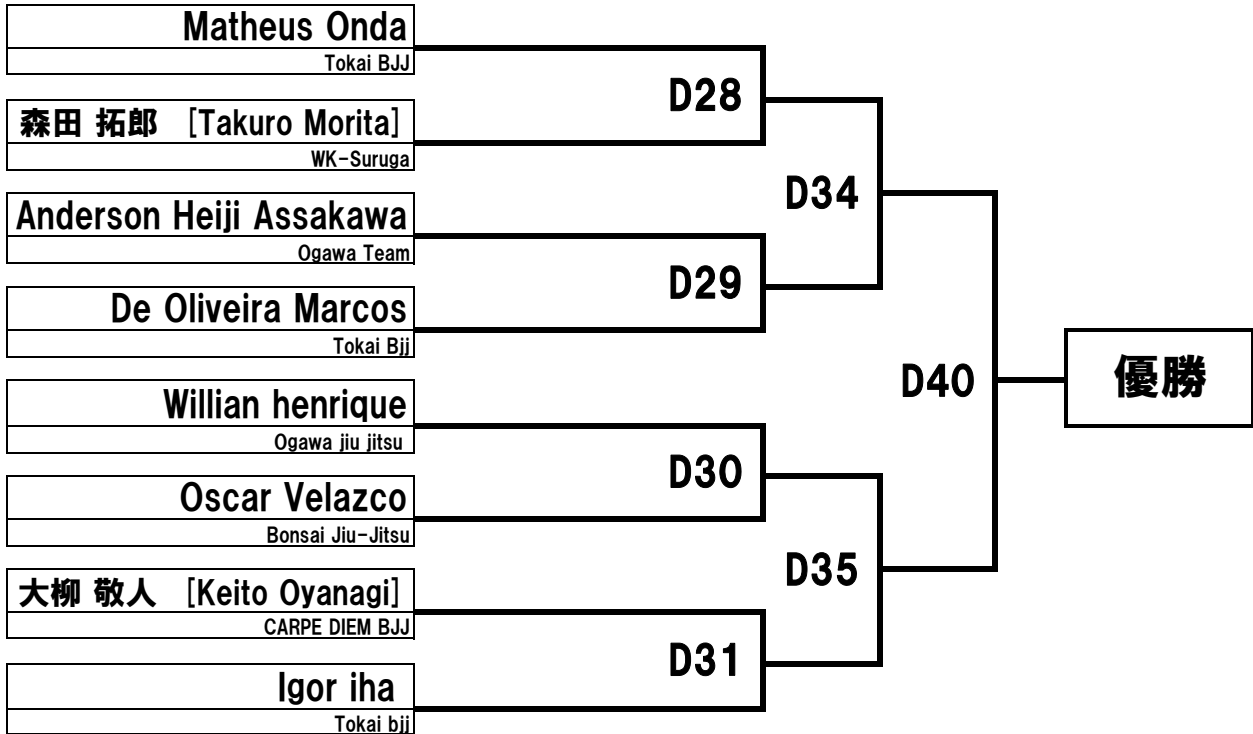 Matheus Onda
Tokai BJJ
D28
森田 拓郎 [Takuro Morita]
WK-Suruga
D34
Anderson Heiji Assakawa
Ogawa Team
D29
De Oliveira Marcos
Tokai Bjj
D40
優勝
Willian henrique
Ogawa jiu jitsu
D30
Oscar Velazco
Bonsai Jiu-Jitsu
D35
大柳 敬人 [Keito Oyanagi]
CARPE DIEM BJJ
D31
Igor iha
Tokai bjj